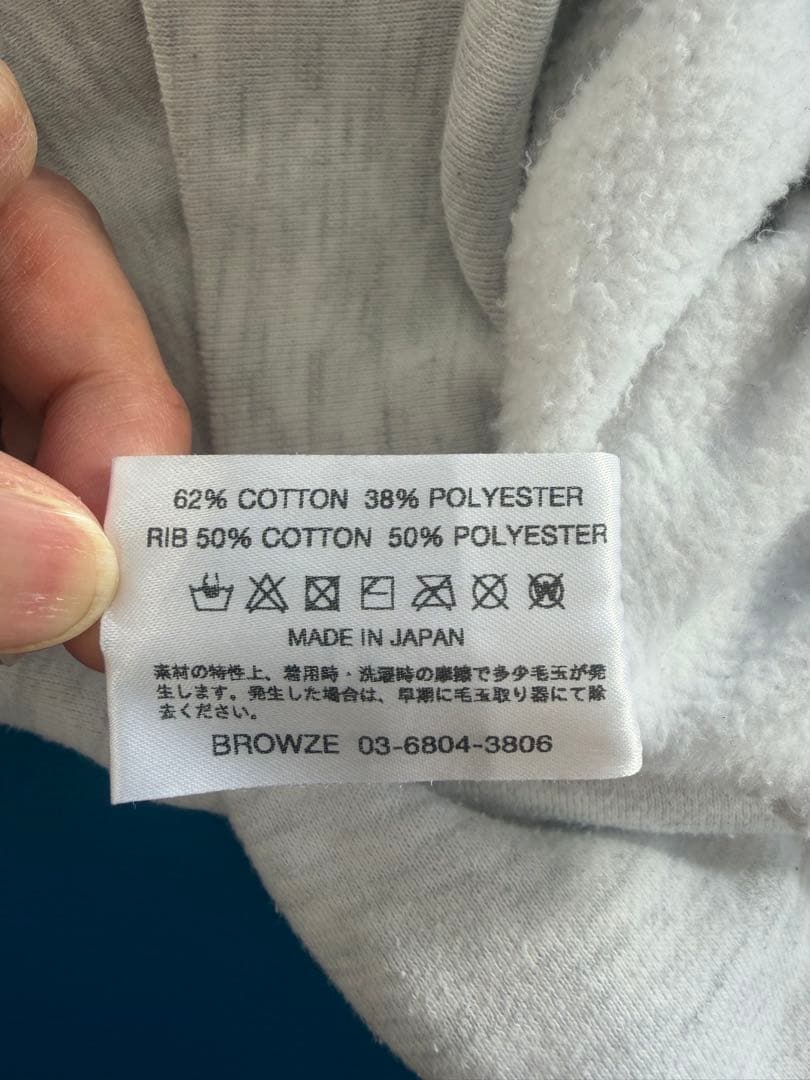 62% COTTON 38% POLYESTER
RIB 50% COTTON 50% POLYESTER
MADE IN JAPAN
素材の特性上、着用時・洗濯時の摩擦で多少毛玉が発
生します。発生した場合は、早期に毛玉取り器にて除
去ください。
BROWZE 03-6804-3806